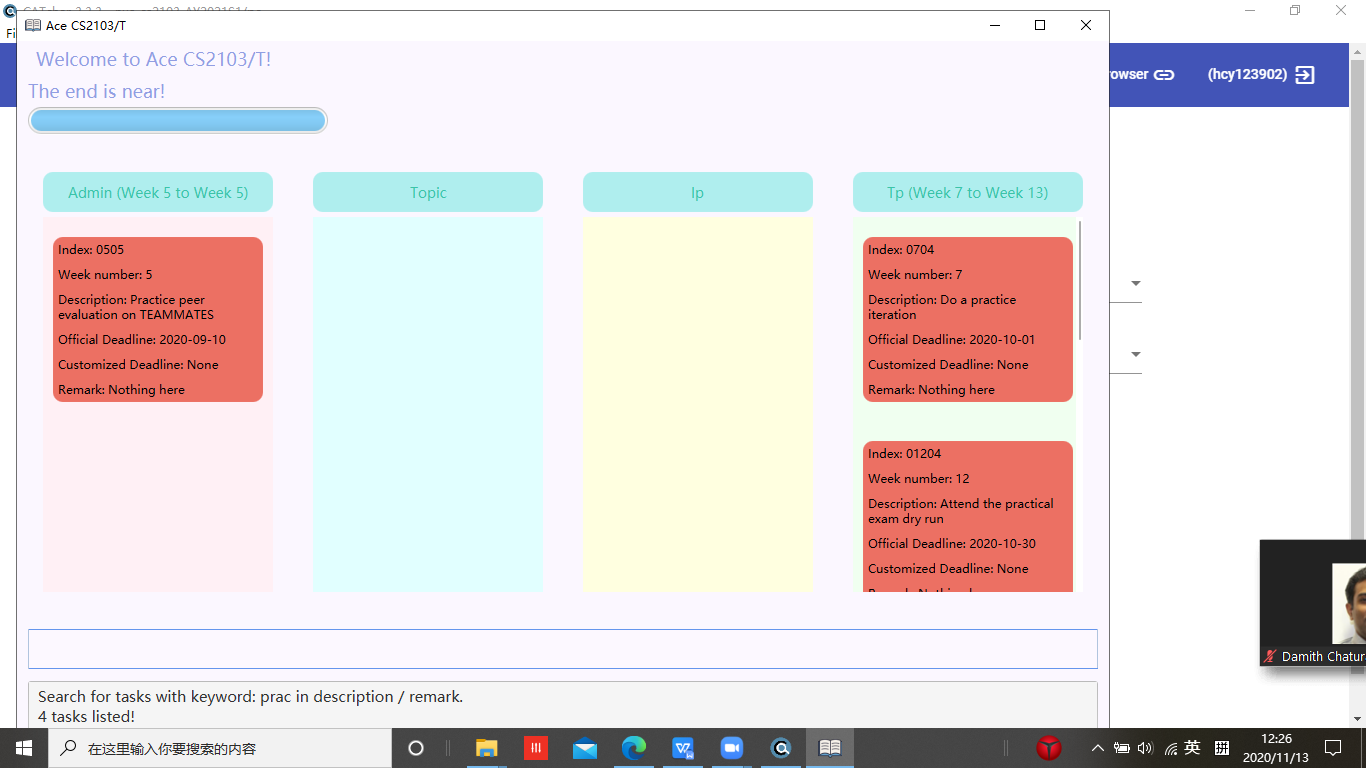 Ace CS2103/T
Fi
rowser
(hcy123902)
Welcome to Ace CS2103/T!
The end is near!
Admin (Week 5 to Week 5)
Topic
Ip
Tp (Week 7 to Week 13)
Index: 0505
Week number: 5
Description: Practice peer
evaluation on TEAMMATES
Official Deadline: 2020-09-10
Customized Deadline: None
Remark: Nothing here
Index: 0704
Week number: 7
Description: Do a practice
iteration
Official Deadline: 2020-10-01
Customized Deadline: None
Remark: Nothing here
Index: 01204
Week number: 12
Description: Attend the practical
exam dry run
Official Deadline: 2020-10-30
Customized Deadline: None
Damith Chatur
Search for tasks with keyword: prac in description / remark.
4 tasks listed!
在这里输入你要搜索的内容
英
拼
12:26
2020/11/13